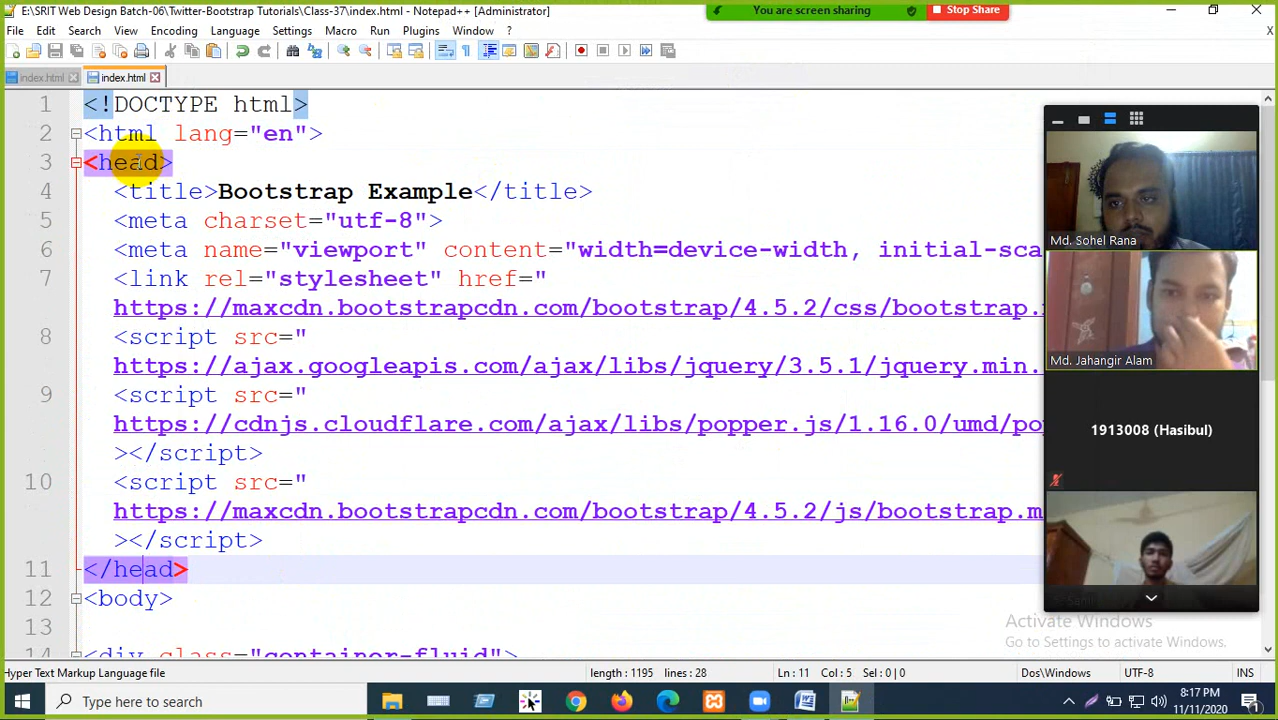 E:\SRIT Web Design Batch-06\Twitter-Bootstrap Tutorials\Class-37\index.html - Notepad++ [Administrator]
You are screen sharing
Stop Share
File Edit Search View Encoding Language Settings Macro Run Plugins Window ? X
index.html index.html
1 <!DOCTYPE html>
2 <html lang="en">
3 <head>
4 <title>Bootstrap Example</title>
5 <meta charset="utf-8">
6 <meta name="viewport" content="width=device-width, initial-sca
7 <link rel="stylesheet" href="
https://maxcdn.bootstrapcdn.com/bootstrap/4.5.2/css/bootstrap.
8 <script src="
https://ajax.googleapis.com/ajax/libs/jquery/3.5.1/jquery.min.
9 <script src="
https://cdnjs.cloudflare.com/ajax/libs/popper.js/1.16.0/umd/po
></script>
10 <script src="
https://maxcdn.bootstrapcdn.com/bootstrap/4.5.2/js/bootstrap.m
></script>
11 </head>
12 <body>
13
14 <div class="container-fluid">
Md. Sohel Rana
Md. Jahangir Alam
1913008 (Hasibul)
Activate Windows
Go to Settings to activate Windows.
Hyper Text Markup Language file length : 1195 lines : 28 Ln : 11 Col : 5 Sel : 0 | 0 Dos\Windows UTF-8 INS
Type here to search
8:17 PM
11/11/2020
1